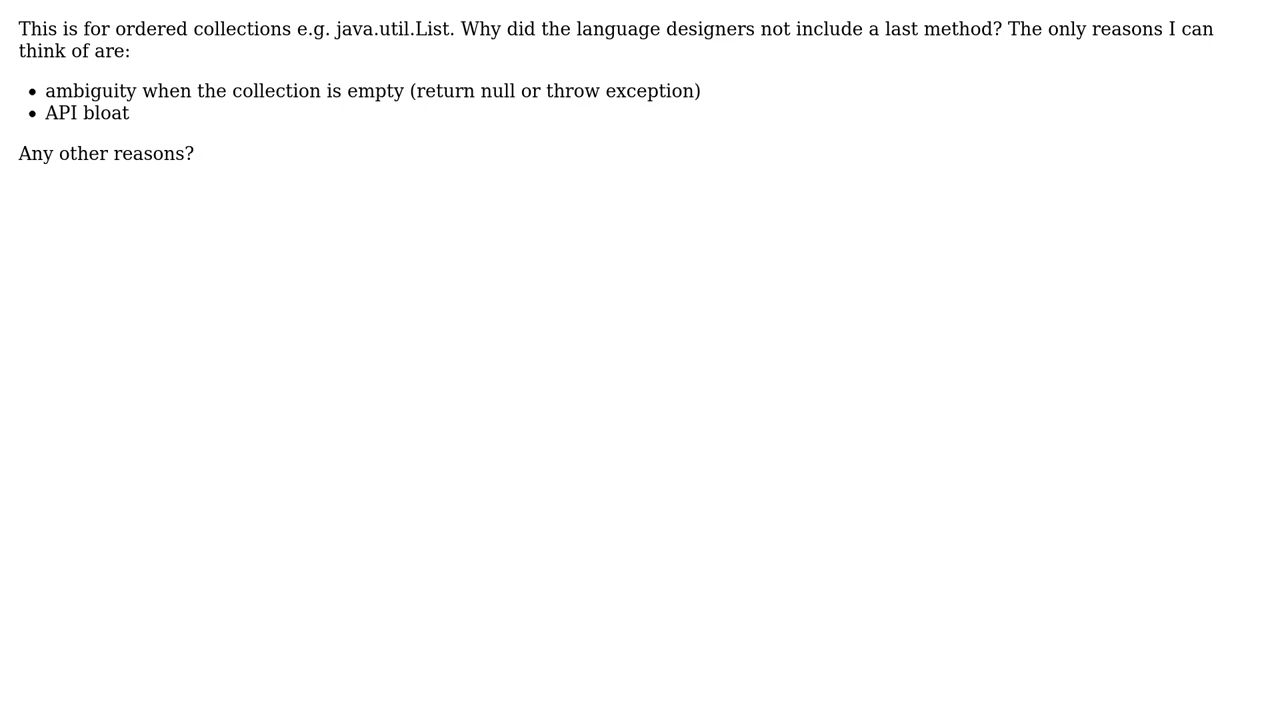 This is for ordered collections e.g. java.util.List. Why did the language designers not include a last method? The only reasons I can
think of are:
• ambiguity when the collection is empty (return null or throw exception)
• API bloat
Any other reasons?